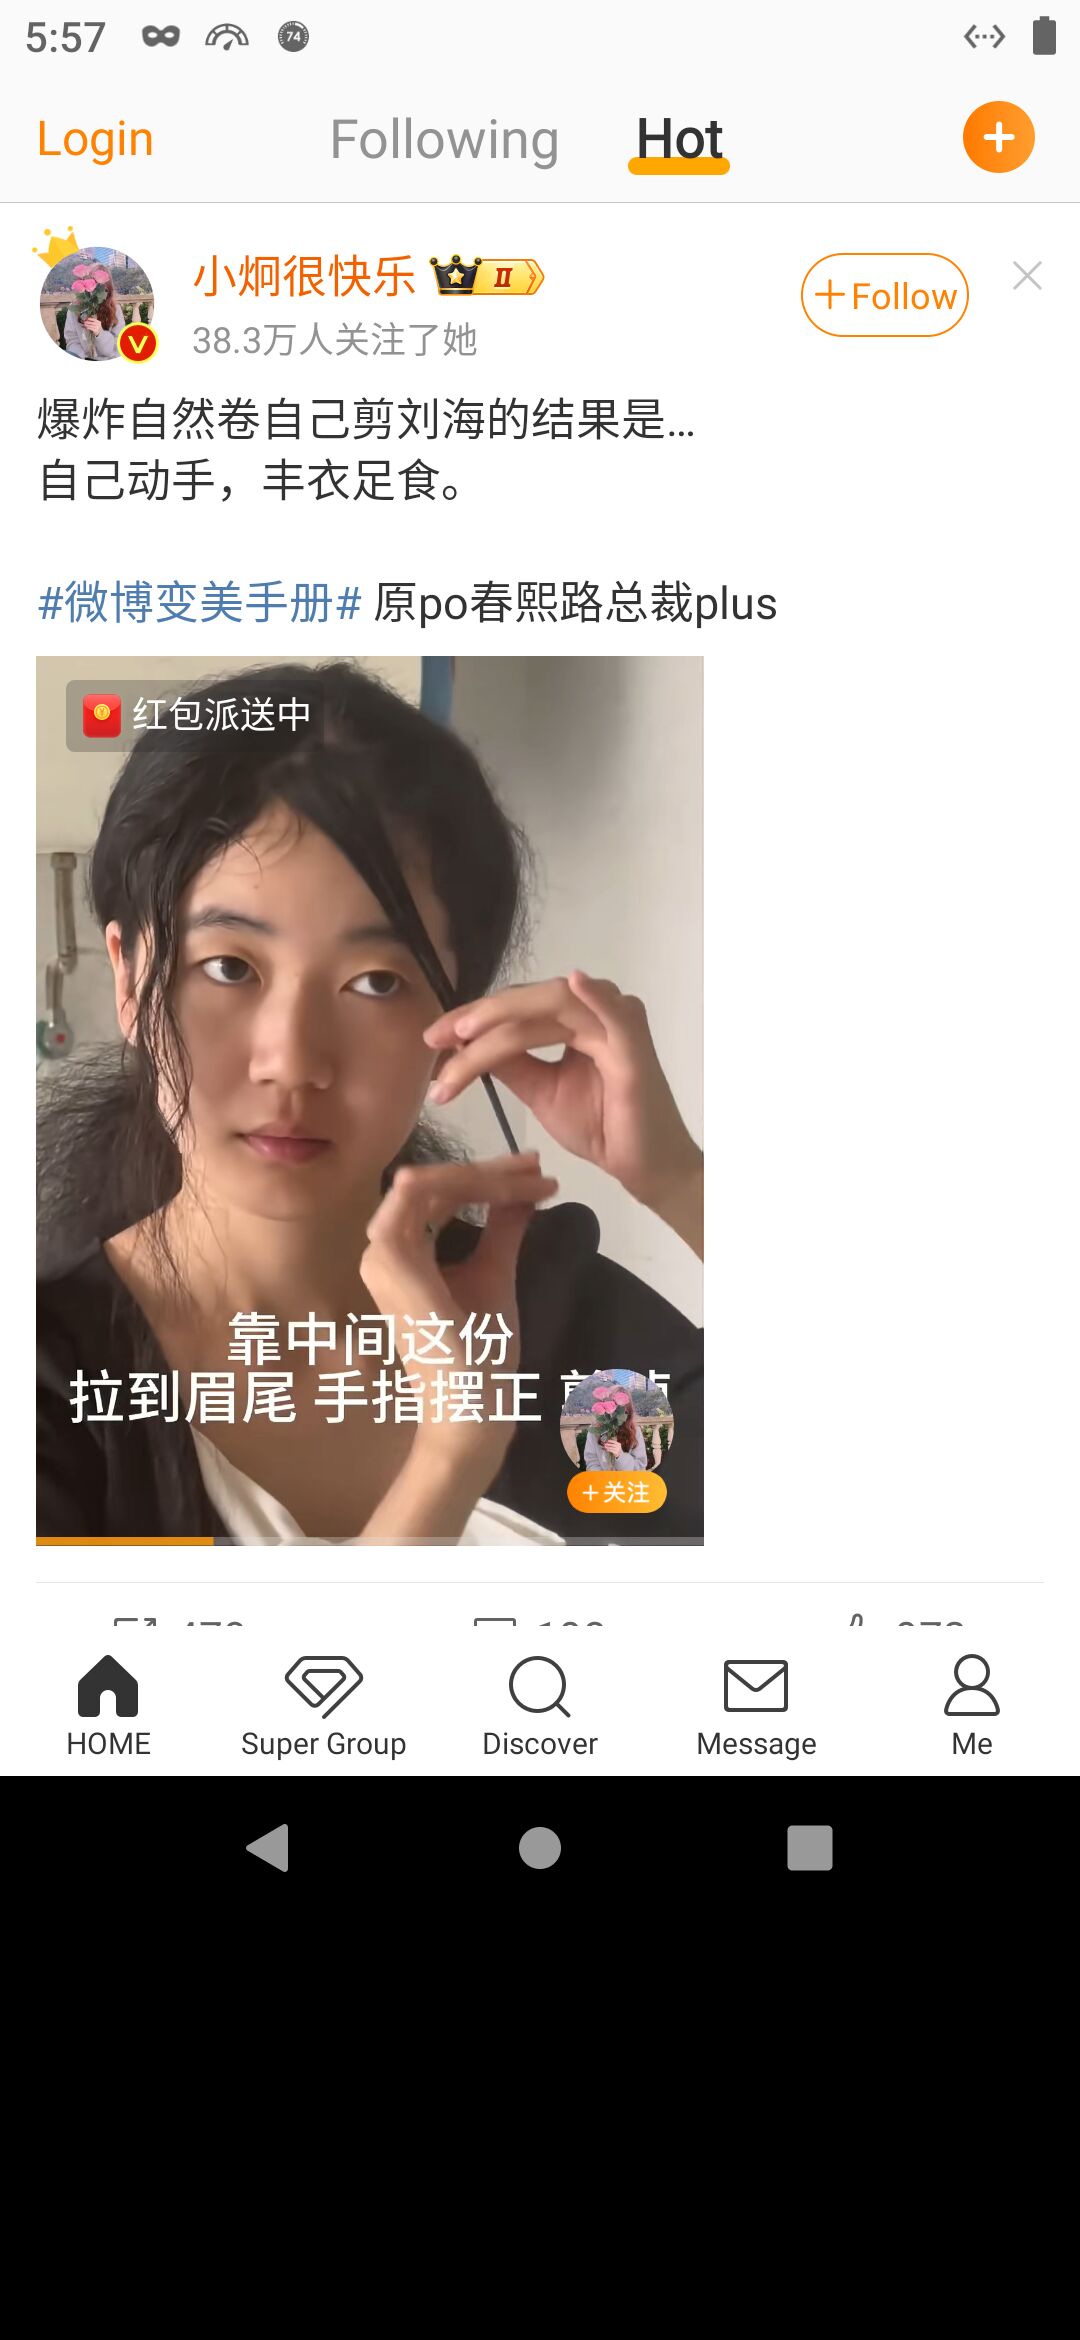 5:57
74
Login
Following
Hot
小炯很快乐
II
38.3万人关注了她
+Follow
爆炸自然卷自己剪刘海的结果是...
自己动手，丰衣足食。
#微博变美手册# 原po春熙路总裁plus
红包派送中
靠中间这份
拉到眉尾 手指摆正
+关注
HOME
Super Group
Discover
Message
Me